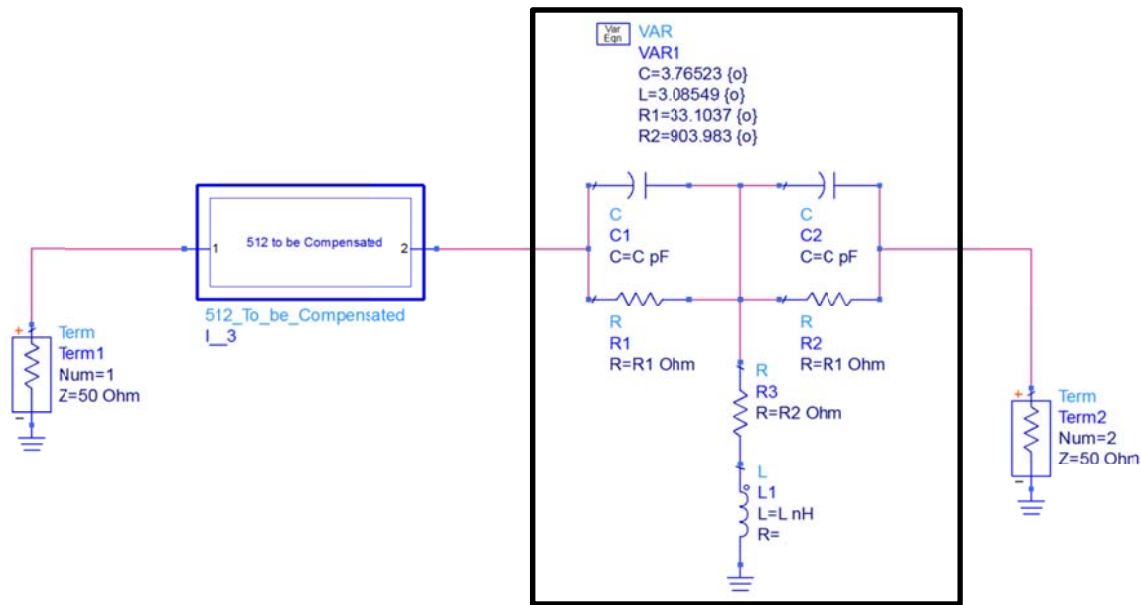 Var
Eqn
VAR
VAR1
C=3.76523 {o}
L=3.08549 {o}
R1=33.1037 {o}
R2=903.983 {o}
1
512 to be Compensated
2
512_To_be_Compensated
I__3
C
C1
C=C pF
C
C2
C=C pF
R
R1
R=R1 Ohm
R
R2
R=R1 Ohm
R
R3
R=R2 Ohm
L
L1
L=L nH
R=
+
Term
Term1
Num=1
Z=50 Ohm
-
+
Term
Term2
Num=2
Z=50 Ohm
-